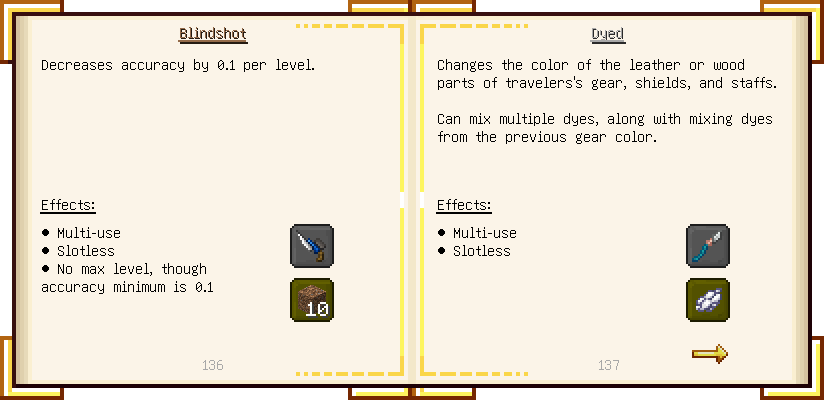 Blindshot
Decreases accuracy by 0.1 per level.
Effects:
● Multi-use
● Slotless
● No max level, though
accuracy minimum is 0.1
10
136
Dyed
Changes the color of the leather or wood
parts of travelers's gear, shields, and staffs.
Can mix multiple dyes, along with mixing dyes
from the previous gear color.
Effects:
● Multi-use
● Slotless
137